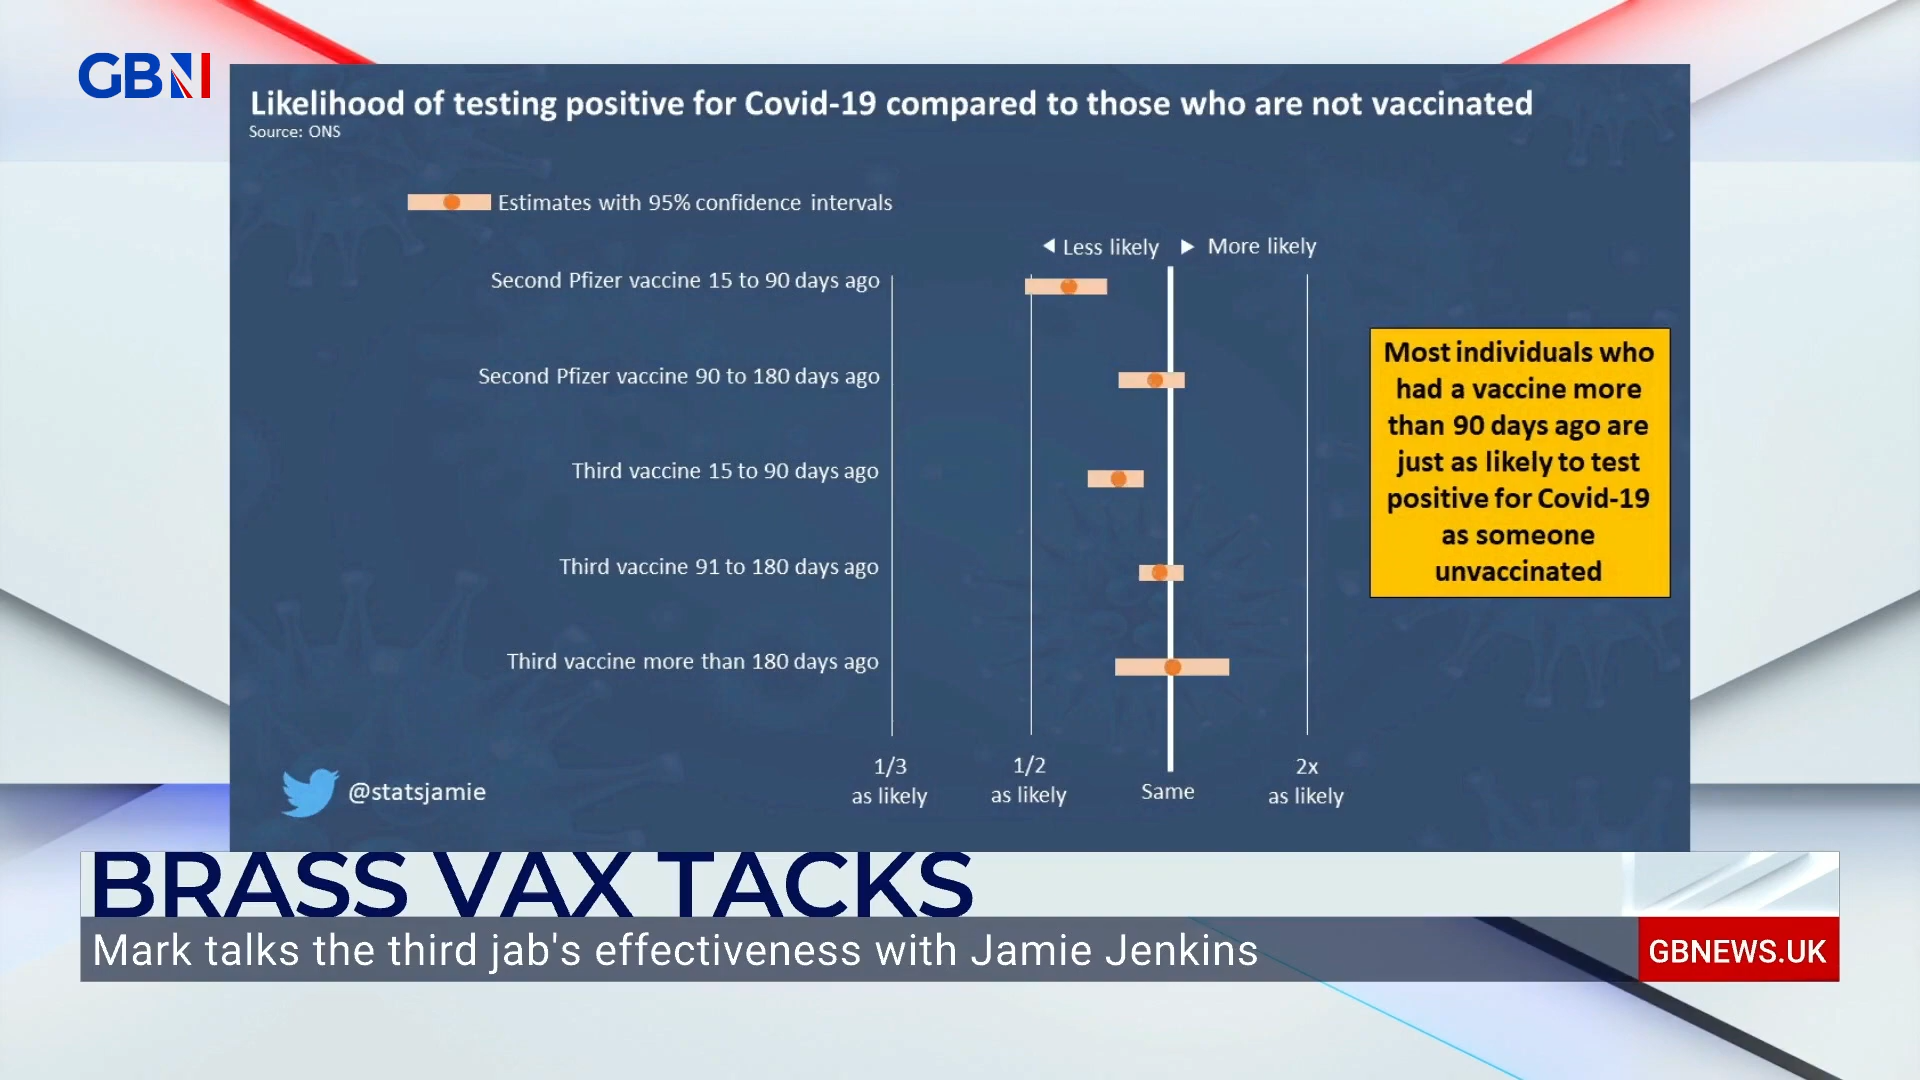 GBN
Likelihood of testing positive for Covid-19 compared to those who are not vaccinated
Source: ONS
Estimates with 95% confidence intervals
Less likely
More likely
Second Pfizer vaccine 15 to 90 days ago
Second Pfizer vaccine 90 to 180 days ago
Third vaccine 15 to 90 days ago
Third vaccine 91 to 180 days ago
Third vaccine more than 180 days ago
Most individuals who
had a vaccine more
than 90 days ago are
just as likely to test
positive for Covid-19
as someone
unvaccinated
1/3
as likely
1/2
as likely
Same
2x
as likely
@statsjamie
BRASS VAX TACKS
Mark talks the third jab's effectiveness with Jamie Jenkins
GBNEWS.UK